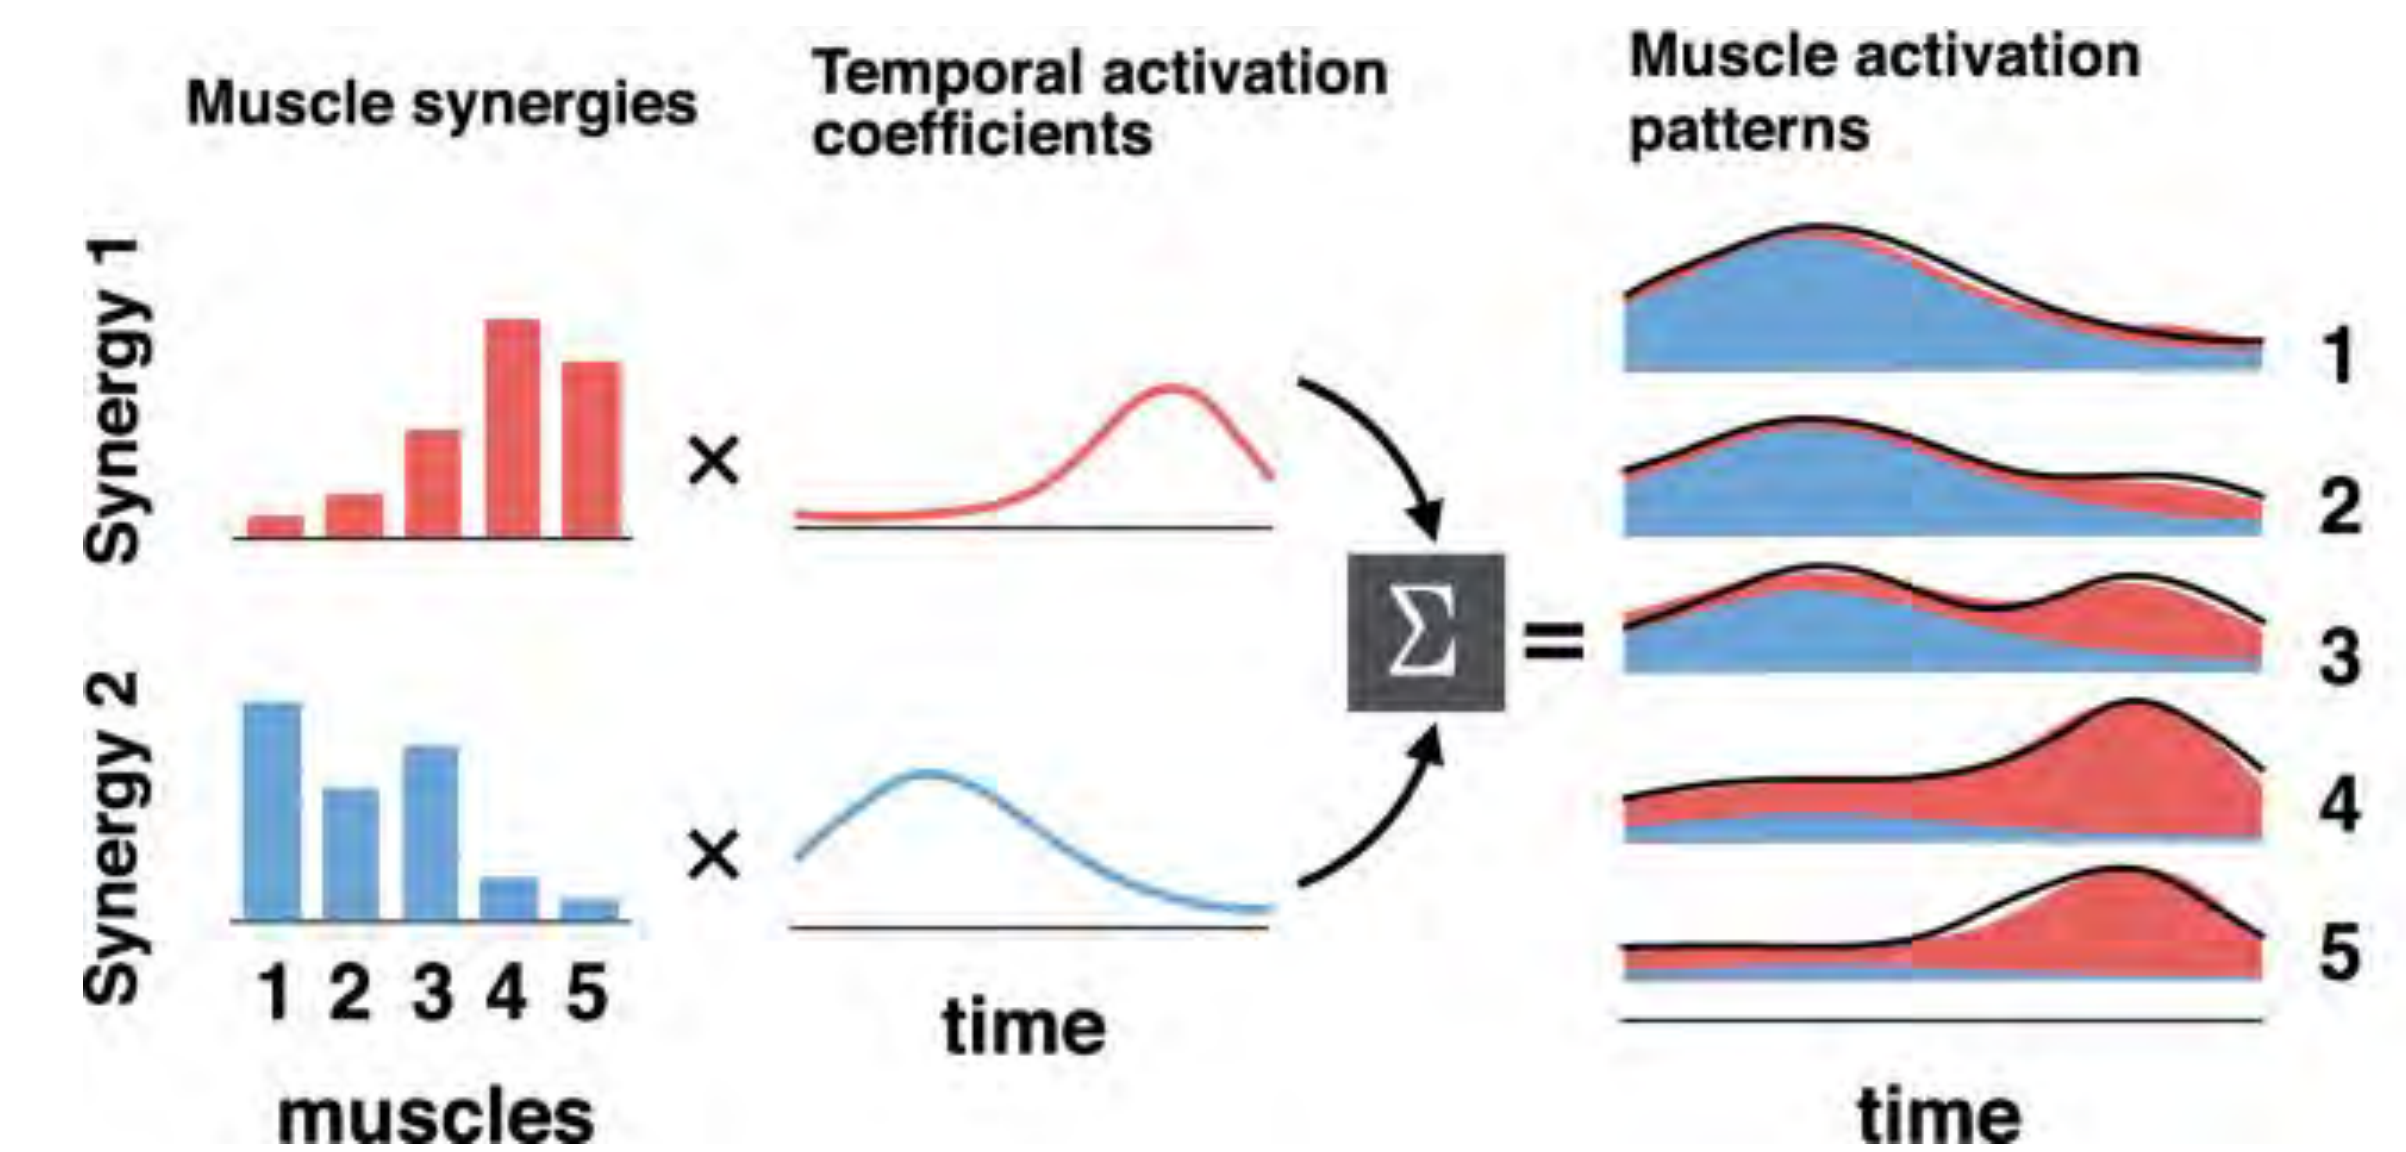 Muscle synergies
Temporal activation
coefficients
Muscle activation
patterns
Synergy 1
×
Σ
=
Synergy 2
×
1 2 3 4 5
muscles
time
1
2
3
4
5
time